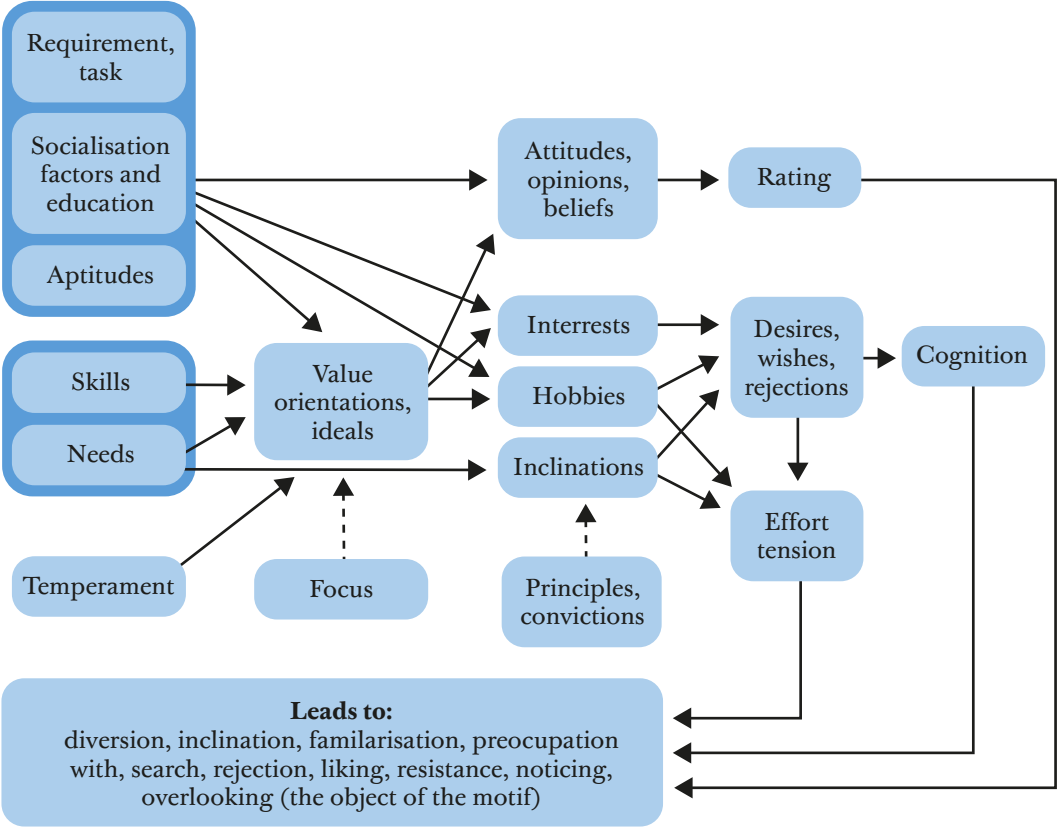 Requirement,
task
Socialisation
factors and
education
Aptitudes
Skills
Needs
Temperament
Value
orientations,
ideals
Focus
Attitudes,
opinions,
beliefs
Interrests
Hobbies
Inclinations
Principles,
convictions
Rating
Desires,
wishes,
rejections
Effort
tension
Cognition
Leads to:
diversion, inclination, familarisation, preocupation
with, search, rejection, liking, resistance, noticing,
overlooking (the object of the motif)